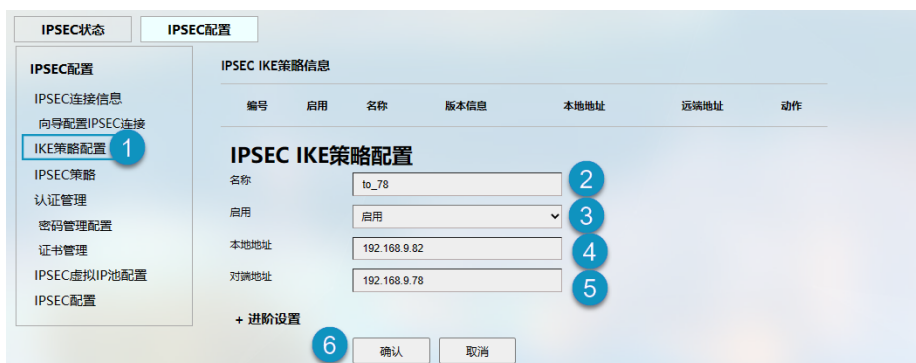 IPSEC状态 IPSEC配置
IPSEC配置
IPSEC连接信息
向导配置IPSEC连接
IKE策略配置 1
IPSEC策略
认证管理
密码管理配置
证书管理
IPSEC虚拟IP池配置
IPSEC配置
IPSEC IKE策略信息
编号 启用 名称 版本信息 本地地址 远端地址 动作
IPSEC IKE策略配置
名称 to_78 2
启用 启用 3
本地地址 192.168.9.82 4
对端地址 192.168.9.78 5
+ 进阶设置
6 确认 取消